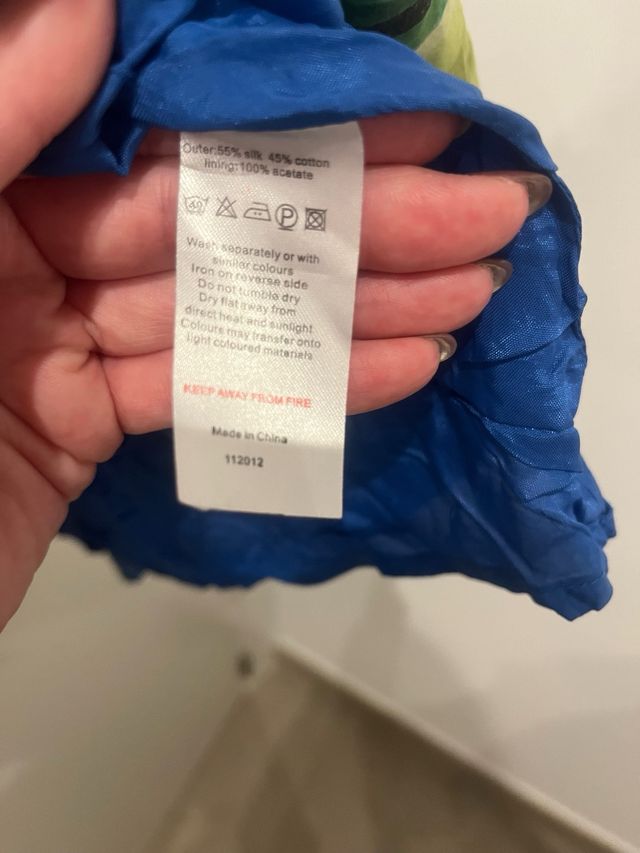 Outer:55% silk 45% cotton
lining:100% acetate
40 P
Wash separately or with
similar colours
Iron on reverse side
Do not tumble dry
Dry flat away from
direct heat and sunlight
Colours may transfer onto
light coloured materials
KEEP AWAY FROM FIRE
Made in China
112012